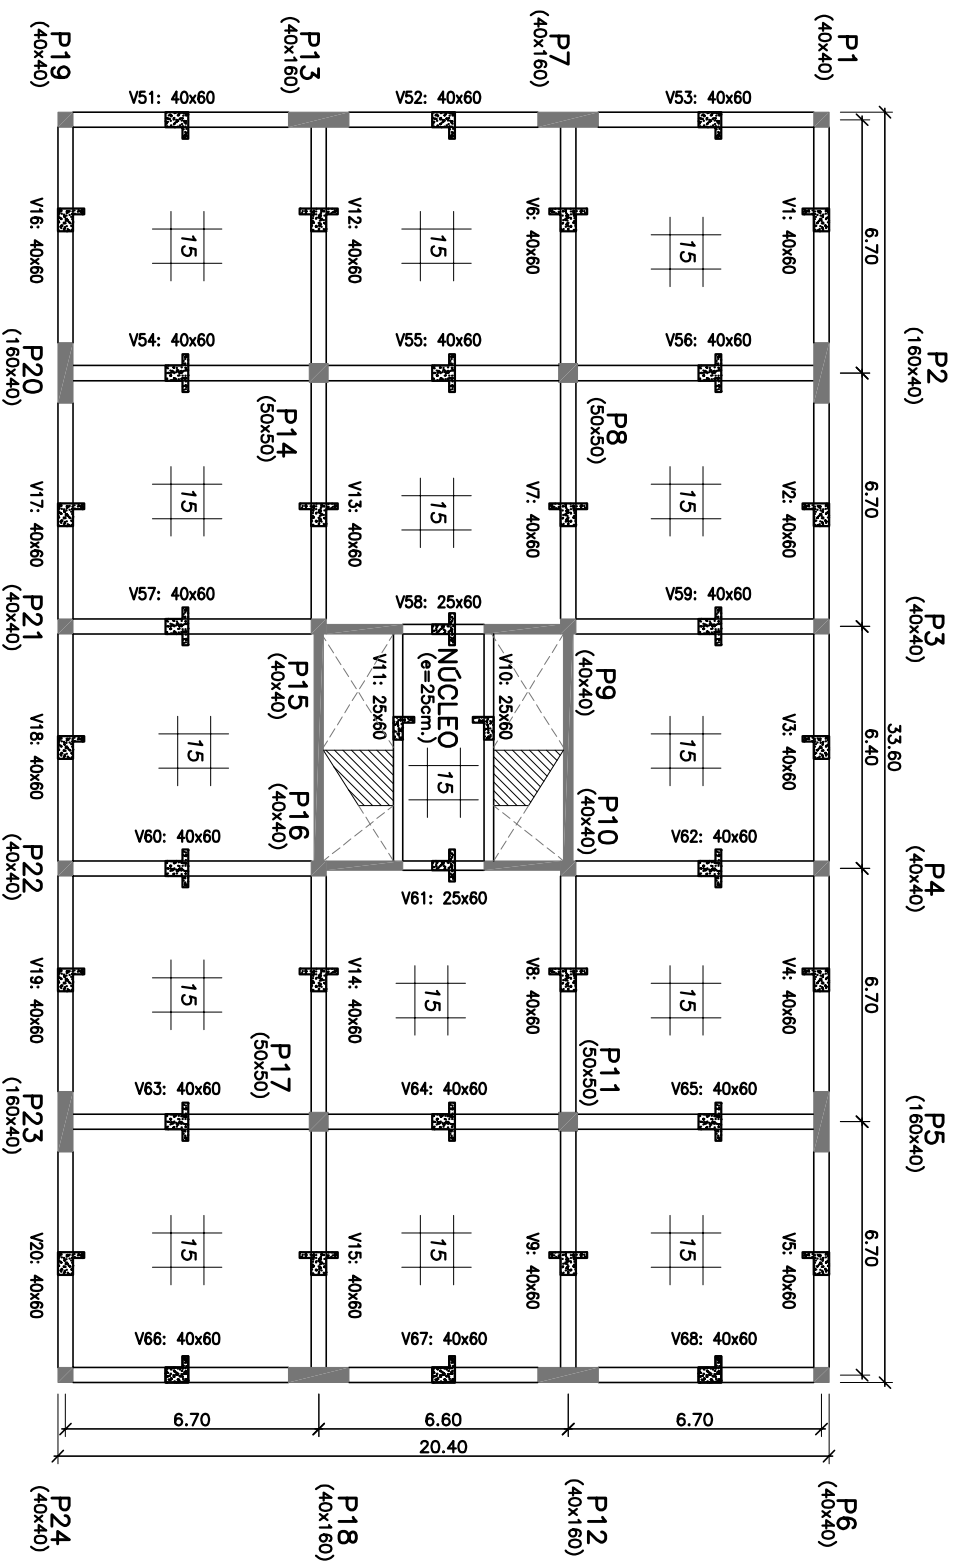 P1
(40x40)
P2
(160x40)
P3
(40x40)
P4
(40x40)
P5
(160x40)
P6
(40x40)
33.60
6.70
6.70
6.40
6.70
6.70
V1: 40x60
V2: 40x60
V3: 40x60
V4: 40x60
V5: 40x60
V53: 40x60
15
V56: 40x60
15
V59: 40x60
15
V62: 40x60
15
V65: 40x60
15
V68: 40x60
6.70
P7
(40x160)
P8
(50x50)
P9
(40x40)
P10
(40x40)
P11
(50x50)
P12
(40x160)
V6: 40x60
V7: 40x60
V10: 25x60
V8: 40x60
V9: 40x60
V52: 40x60
15
V55: 40x60
15
V58: 25x60
NÚCLEO
(e=25cm.)
15
V61: 25x60
15
V64: 40x60
15
V67: 40x60
6.60
20.40
V11: 25x60
V12: 40x60
V13: 40x60
V14: 40x60
V15: 40x60
P13
(40x160)
P14
(50x50)
P15
(40x40)
P16
(40x40)
P17
(50x50)
P18
(40x160)
V51: 40x60
15
V54: 40x60
15
V57: 40x60
15
V60: 40x60
15
V63: 40x60
15
V66: 40x60
6.70
V16: 40x60
V17: 40x60
V18: 40x60
V19: 40x60
V20: 40x60
P19
(40x40)
P20
(160x40)
P21
(40x40)
P22
(40x40)
P23
(160x40)
P24
(40x40)